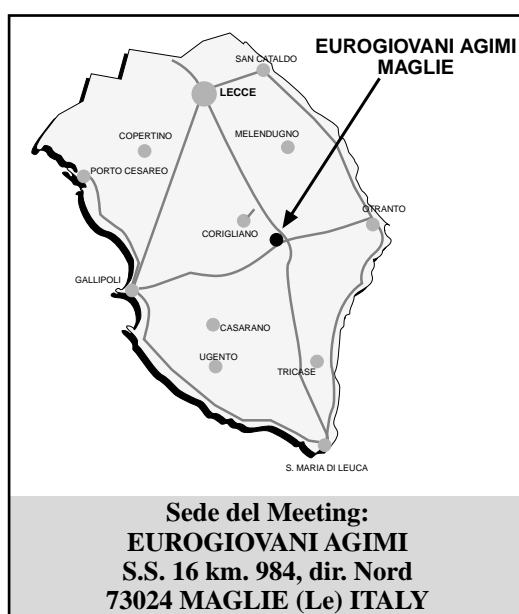 EUROGIOVANI AGIMI
MAGLIE
SAN CATALDO
LECCE
COPERTINO
MELENDUGNO
PORTO CESAREO
OTRANTO
CORIGLIANO
GALLIPOLI
CASARANO
UGENTO
TRICASE
S. MARIA DI LEUCA
Sede del Meeting:
EUROGIOVANI AGIMI
S.S. 16 km. 984, dir. Nord
73024 MAGLIE (Le) ITALY